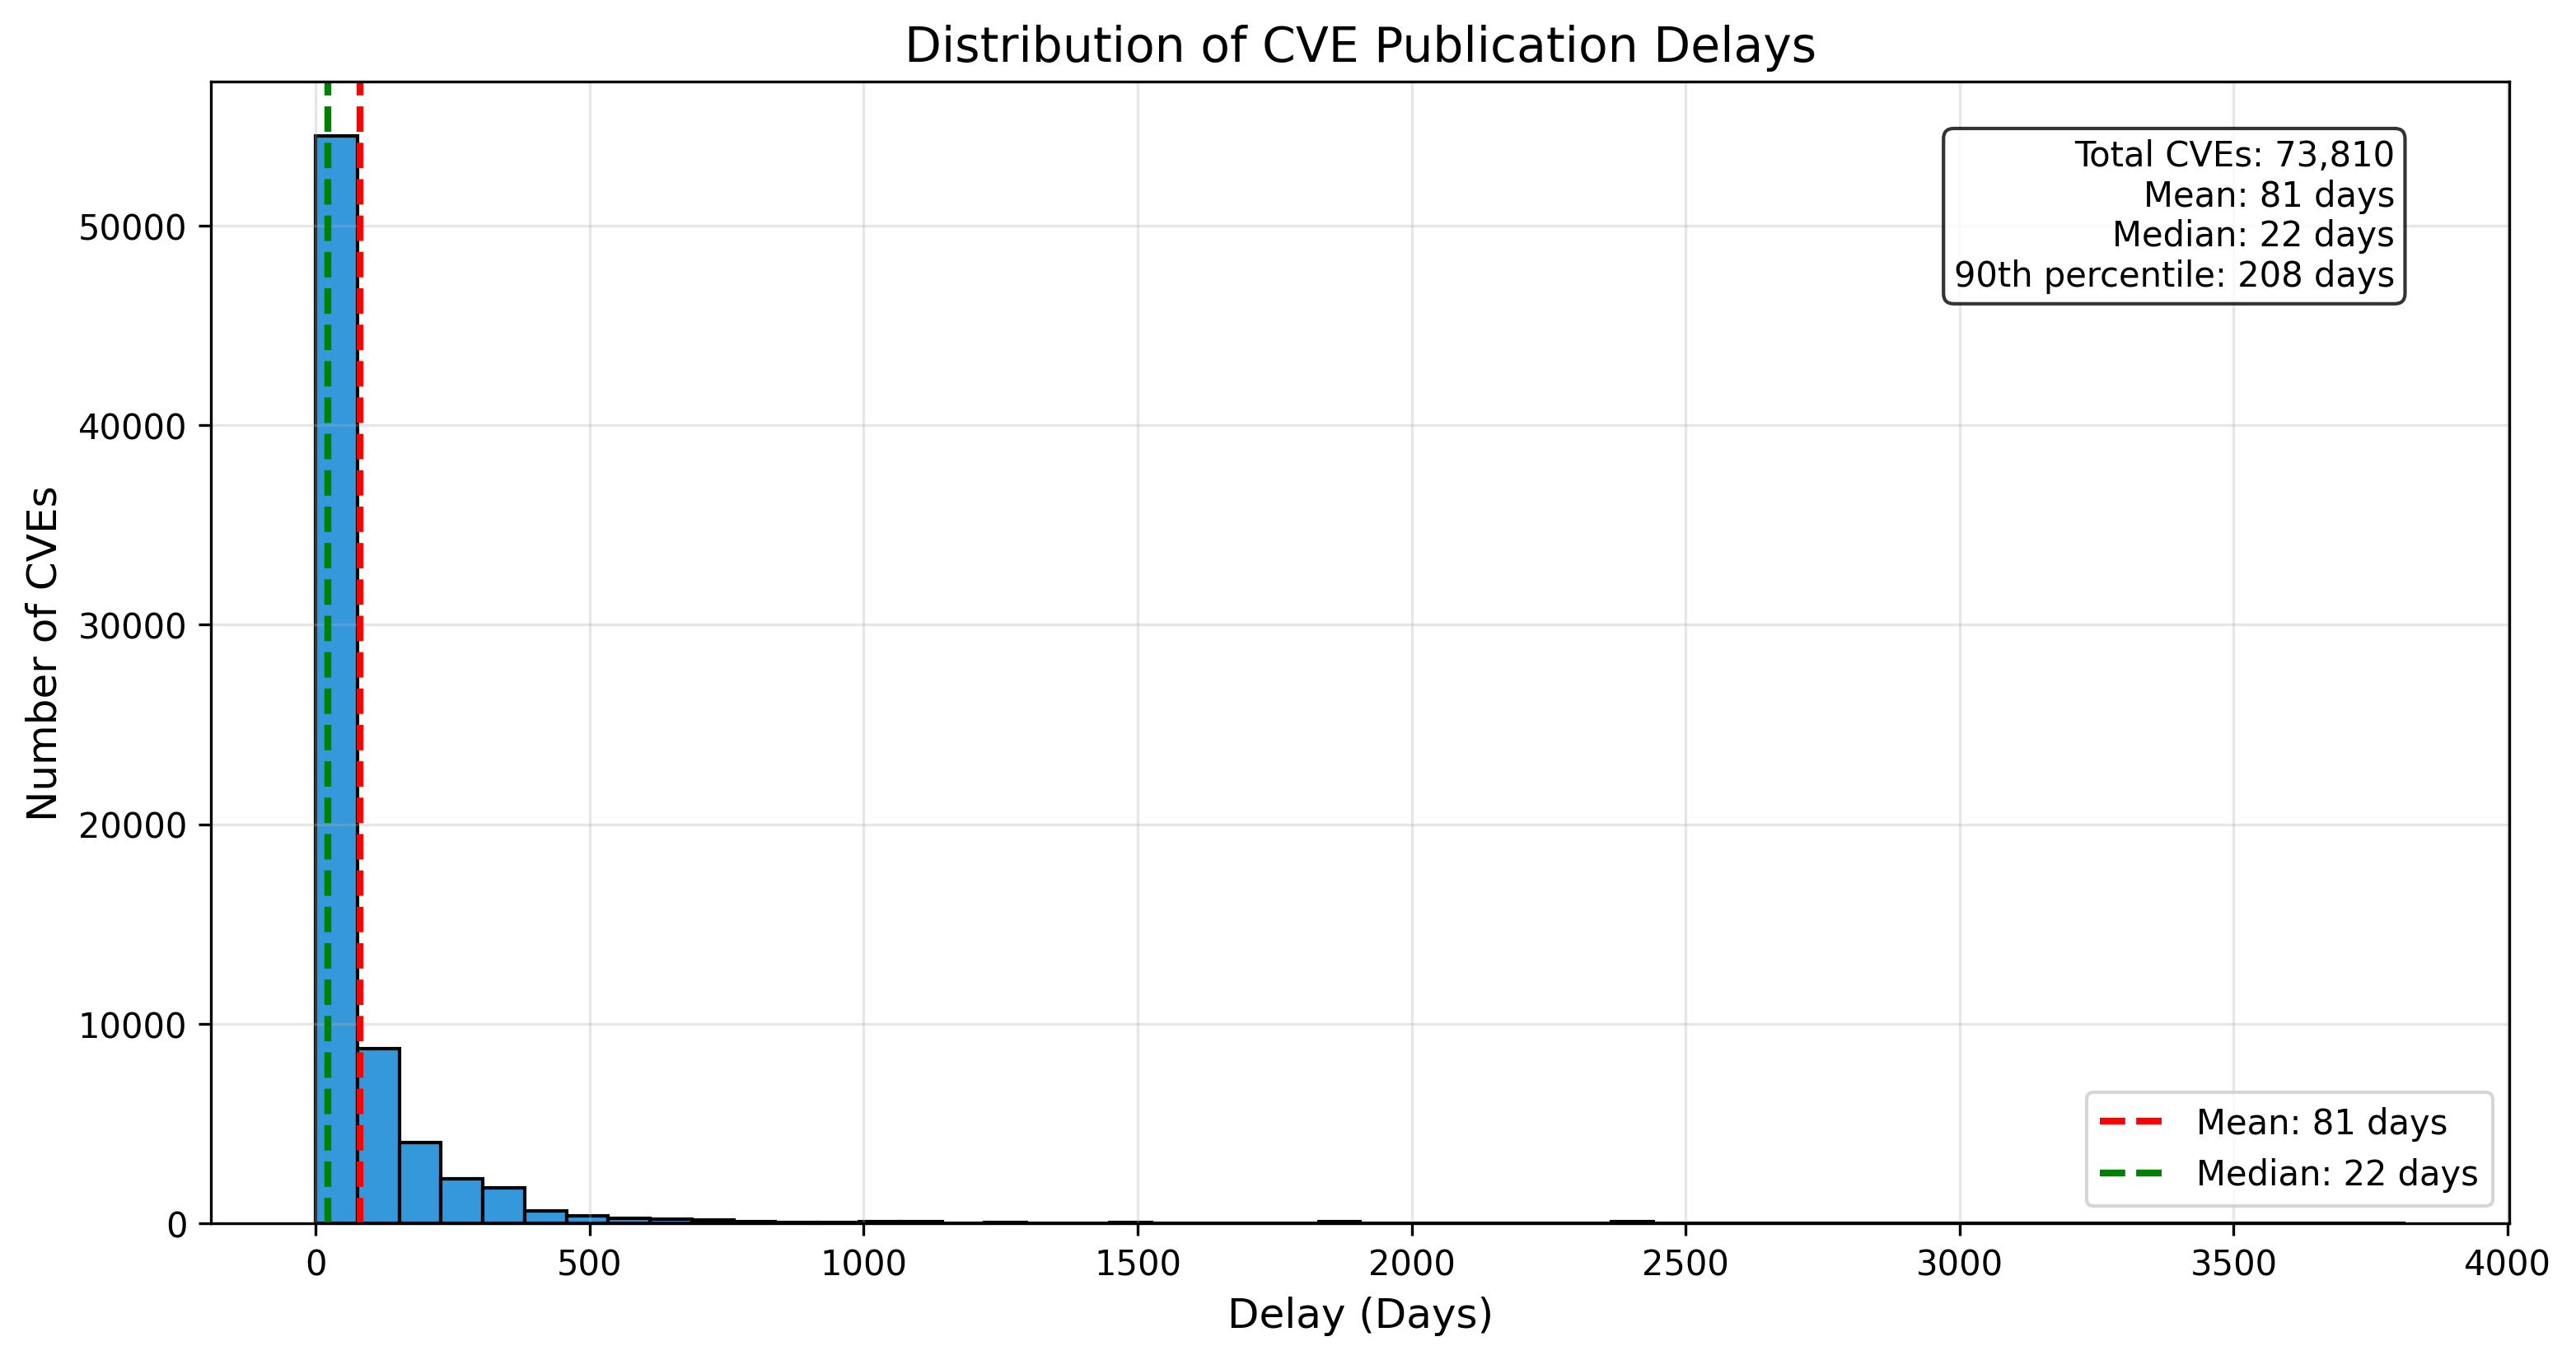 Distribution of CVE Publication Delays
Total CVEs: 73,810
Mean: 81 days
Median: 22 days
90th percentile: 208 days
Number of CVEs
50000
40000
30000
20000
10000
0
Mean: 81 days
Median: 22 days
0 500 1000 1500 2000 2500 3000 3500 4000
Delay (Days)